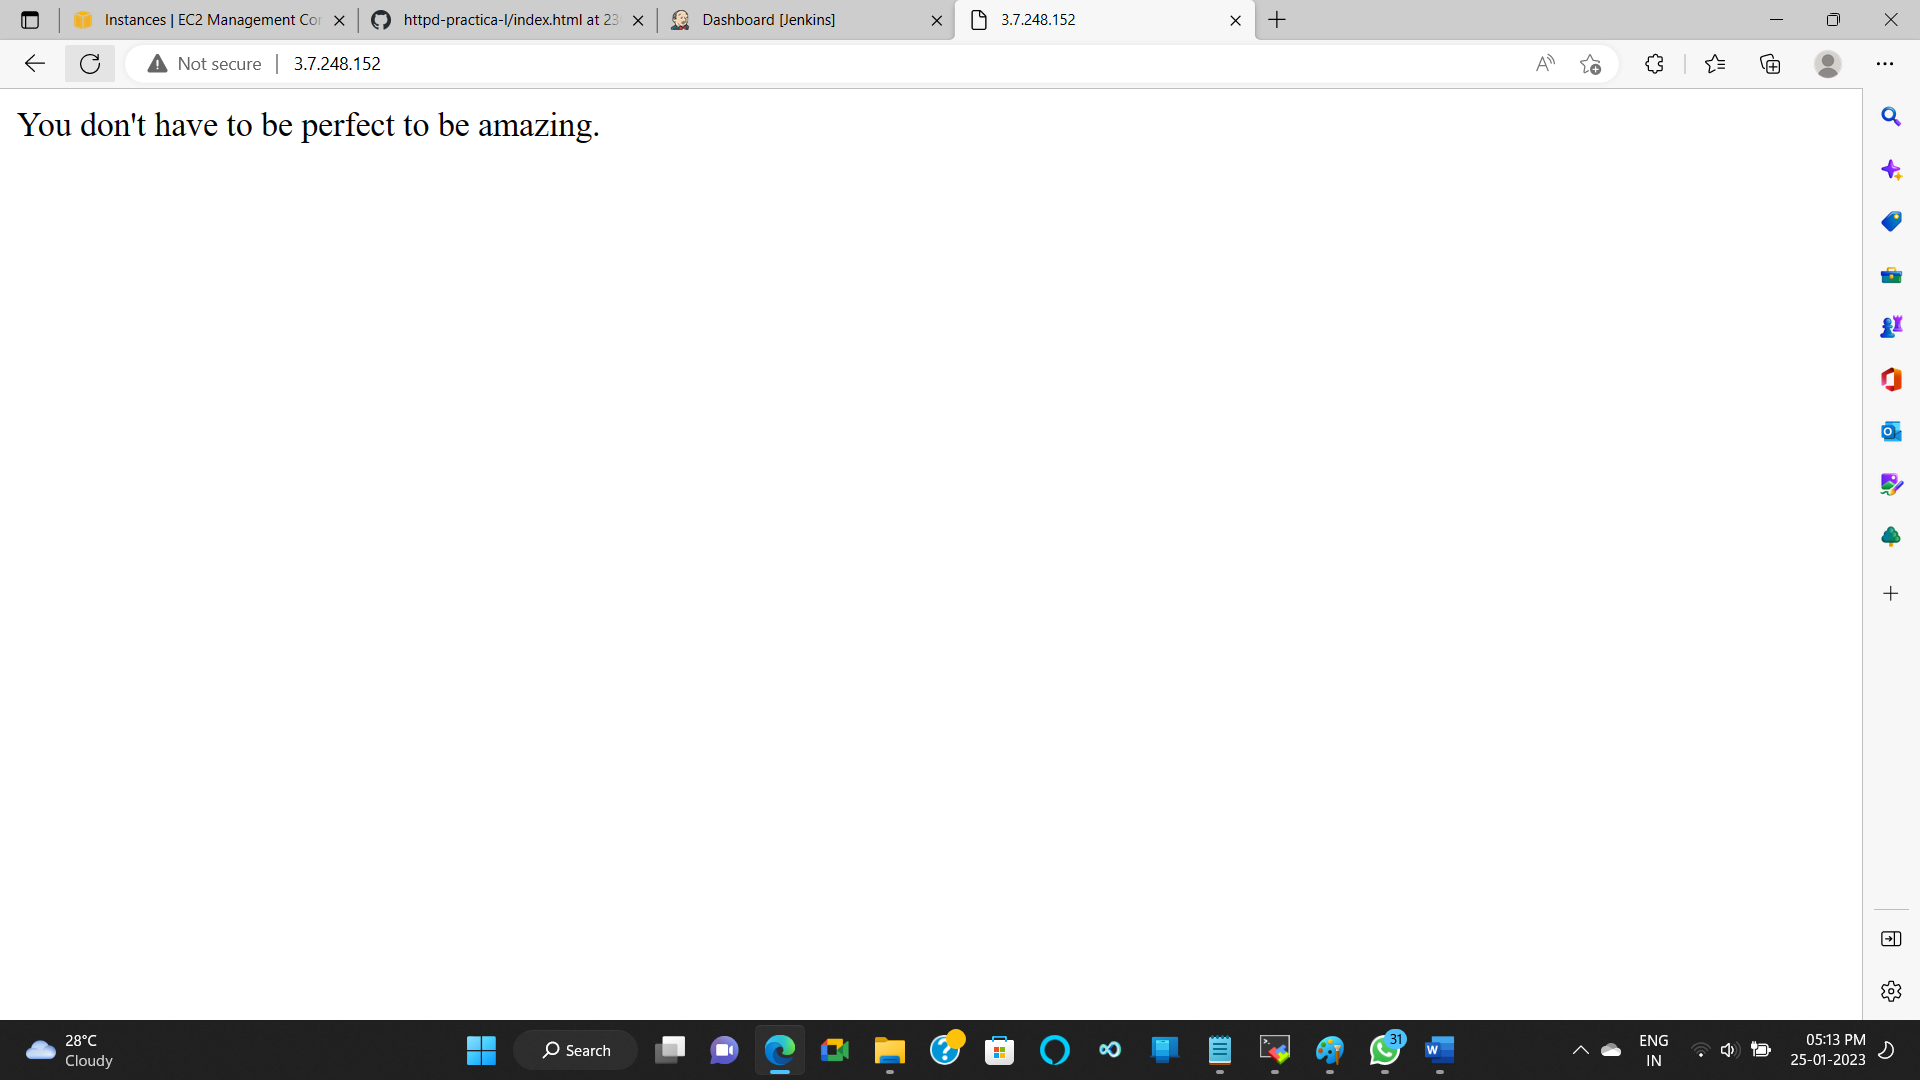 Instances | EC2 Management Cor
httpd-practica-l/index.html at 23
Dashboard [Jenkins]
3.7.248.152
Not secure
3.7.248.152
You don't have to be perfect to be amazing.
28°C
Cloudy
Search
31
ENG
IN
05:13 PM
25-01-2023